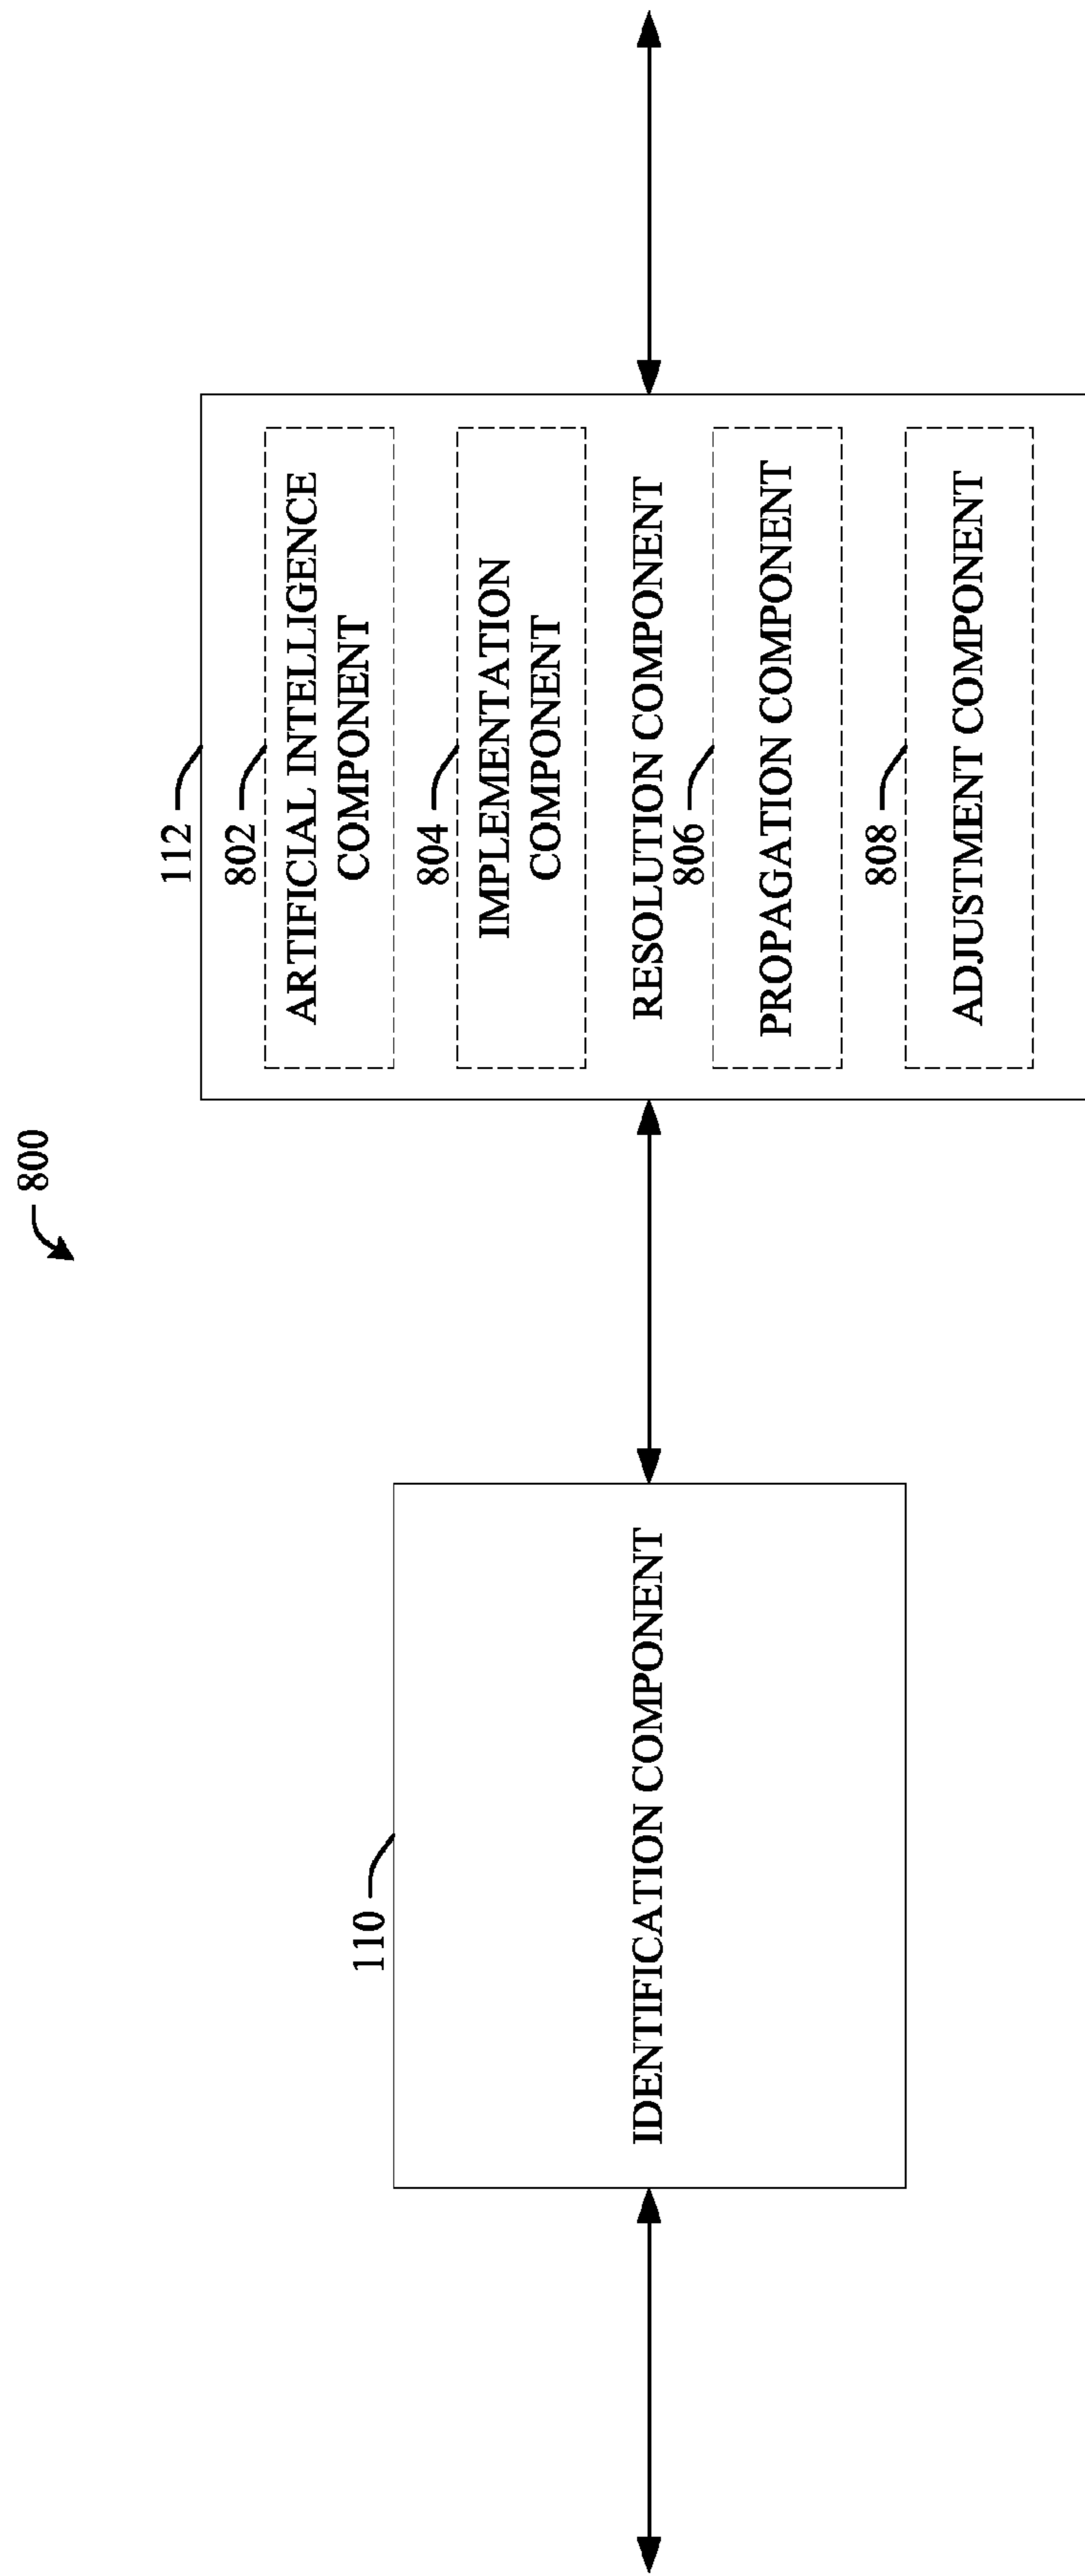 800
110
IDENTIFICATION COMPONENT
112
802
ARTIFICIAL INTELLIGENCE
COMPONENT
804
IMPLEMENTATION
COMPONENT
RESOLUTION COMPONENT
806
PROPAGATION COMPONENT
808
ADJUSTMENT COMPONENT